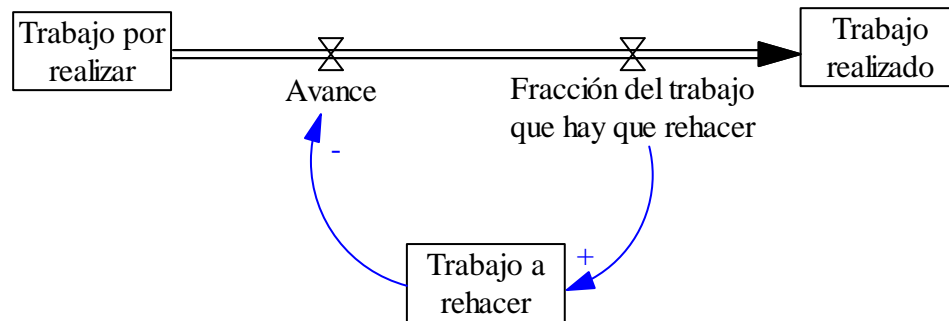 Trabajo por
realizar
Avance
Fracción del trabajo
que hay que rehacer
Trabajo
realizado
-
+
Trabajo a
rehacer